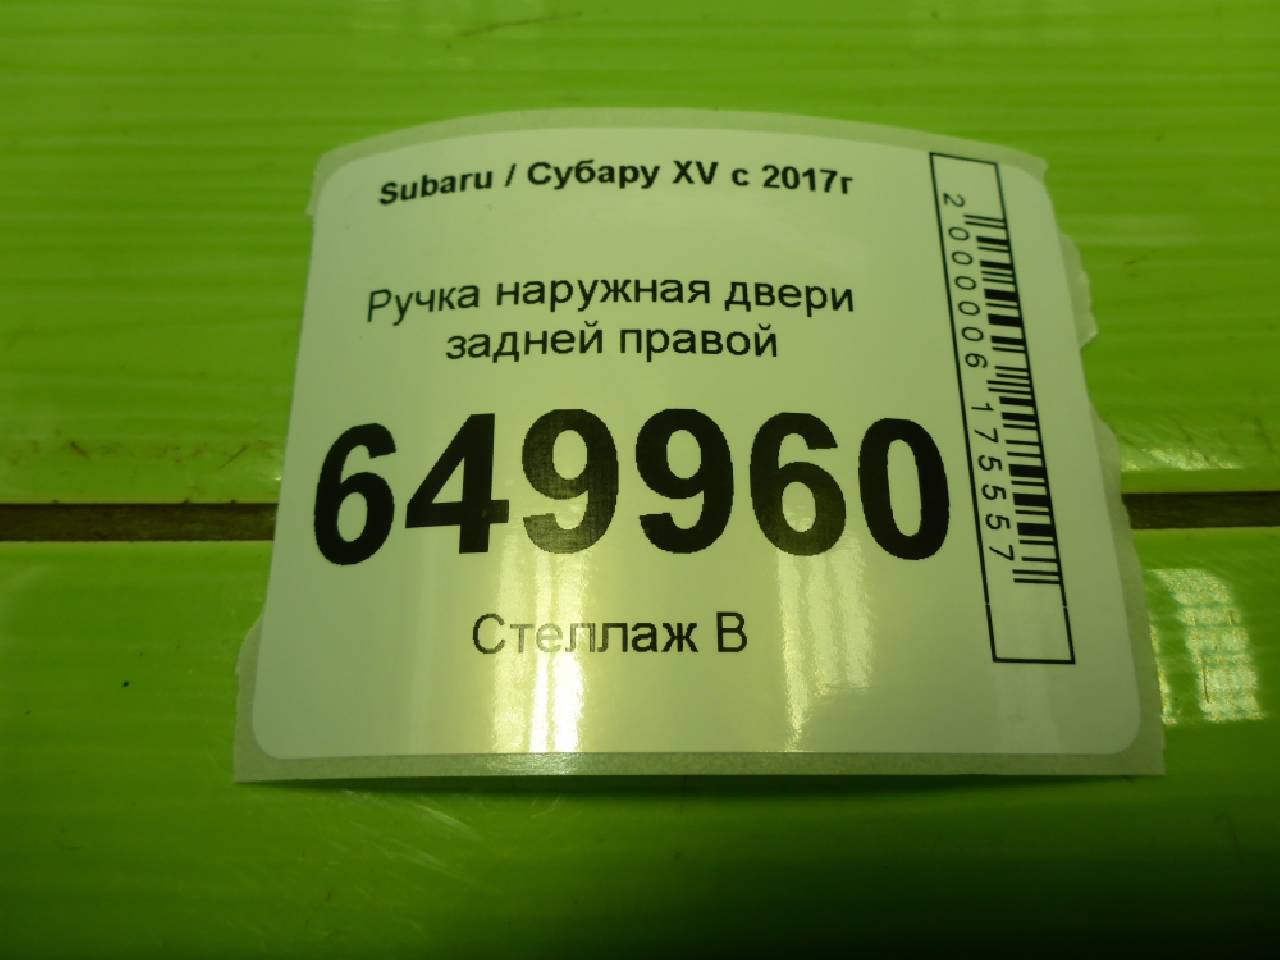 Subaru / Субару XV с 2017г
Ручка наружная двери
задней правой
649960
Стеллаж В
2000006175557